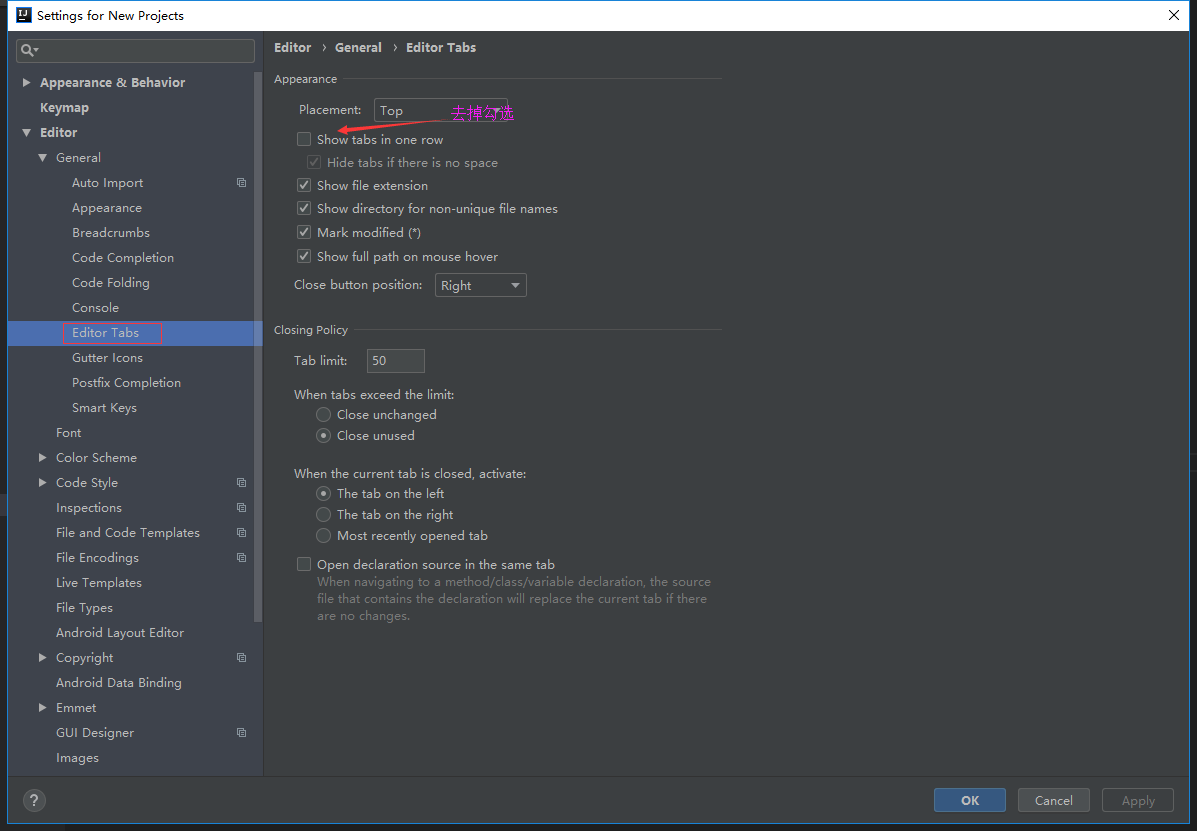 Settings for New Projects
Appearance & Behavior
Keymap
Editor
General
Auto Import
Appearance
Breadcrumbs
Code Completion
Code Folding
Console
Editor Tabs
Gutter Icons
Postfix Completion
Smart Keys
Font
Color Scheme
Code Style
Inspections
File and Code Templates
File Encodings
Live Templates
File Types
Android Layout Editor
Copyright
Android Data Binding
Emmet
GUI Designer
Images
Editor › General › Editor Tabs
Appearance
Placement: Top 去掉勾选
Show tabs in one row
Hide tabs if there is no space
Show file extension
Show directory for non-unique file names
Mark modified (*)
Show full path on mouse hover
Close button position: Right
Closing Policy
Tab limit: 50
When tabs exceed the limit:
Close unchanged
Close unused
When the current tab is closed, activate:
The tab on the left
The tab on the right
Most recently opened tab
Open declaration source in the same tab
When navigating to a method/class/variable declaration, the source
file that contains the declaration will replace the current tab if there
are no changes.
? OK Cancel Apply